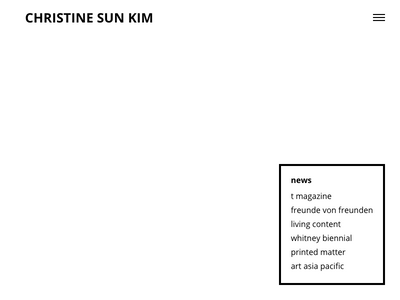 CHRISTINE SUN KIM
news
t magazine
freunde von freunden
living content
whitney biennial
printed matter
art asia pacific